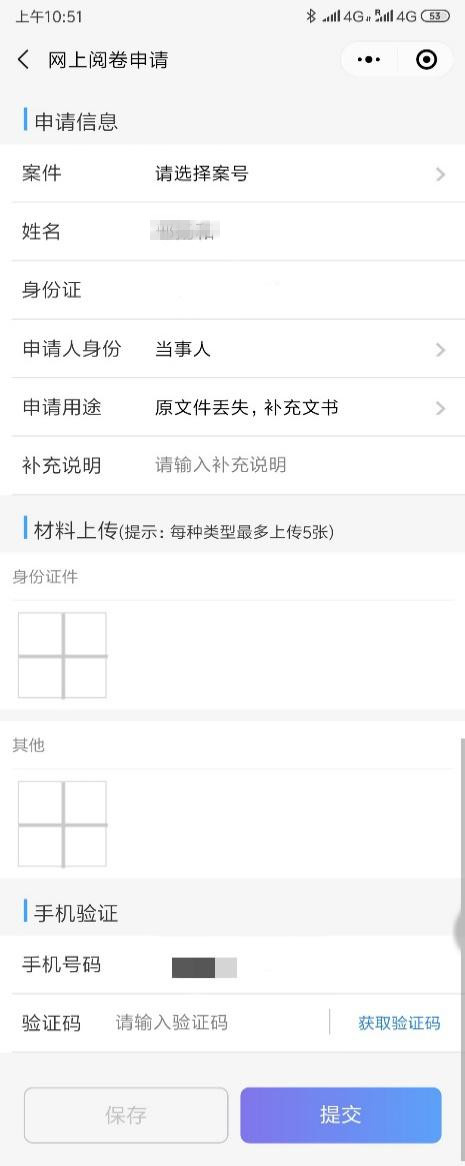 上午10:51 4G 4G 53
网上阅卷申请
申请信息
案件 请选择案号
姓名
身份证
申请人身份 当事人
申请用途 原文件丢失，补充文书
补充说明 请输入补充说明
材料上传(提示：每种类型最多上传5张)
身份证件
其他
手机验证
手机号码
验证码 请输入验证码 获取验证码
保存 提交